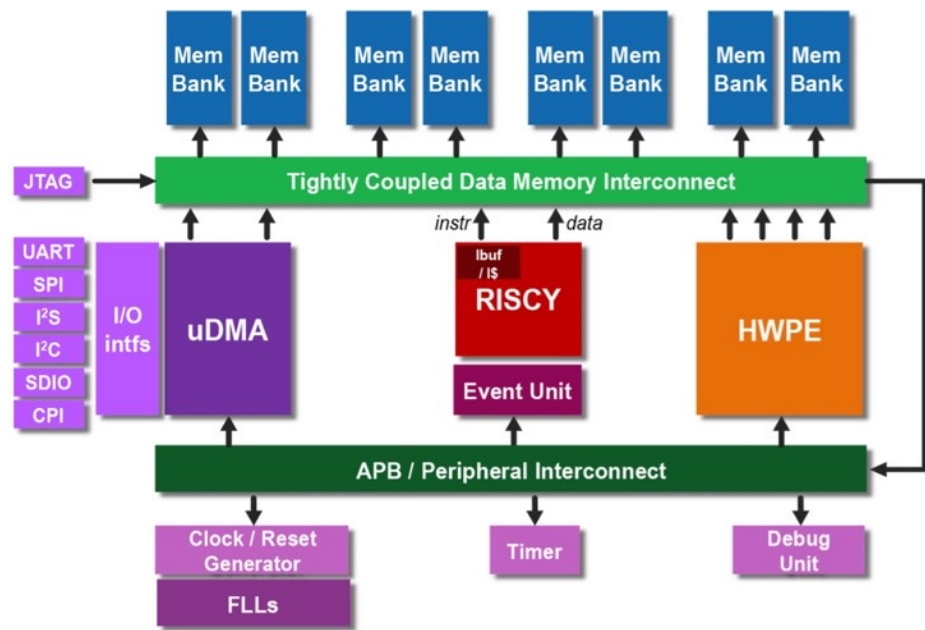 Mem Bank
Mem Bank
Mem Bank
Mem Bank
Mem Bank
Mem Bank
Mem Bank
Mem Bank
JTAG
Tightly Coupled Data Memory Interconnect
instr
data
UART
SPI
I²S
I²C
SDIO
CPI
I/O
intfs
uDMA
Ibuf
/ I$
RISCY
Event Unit
HWPE
APB / Peripheral Interconnect
Clock / Reset
Generator
FLLs
Timer
Debug
Unit